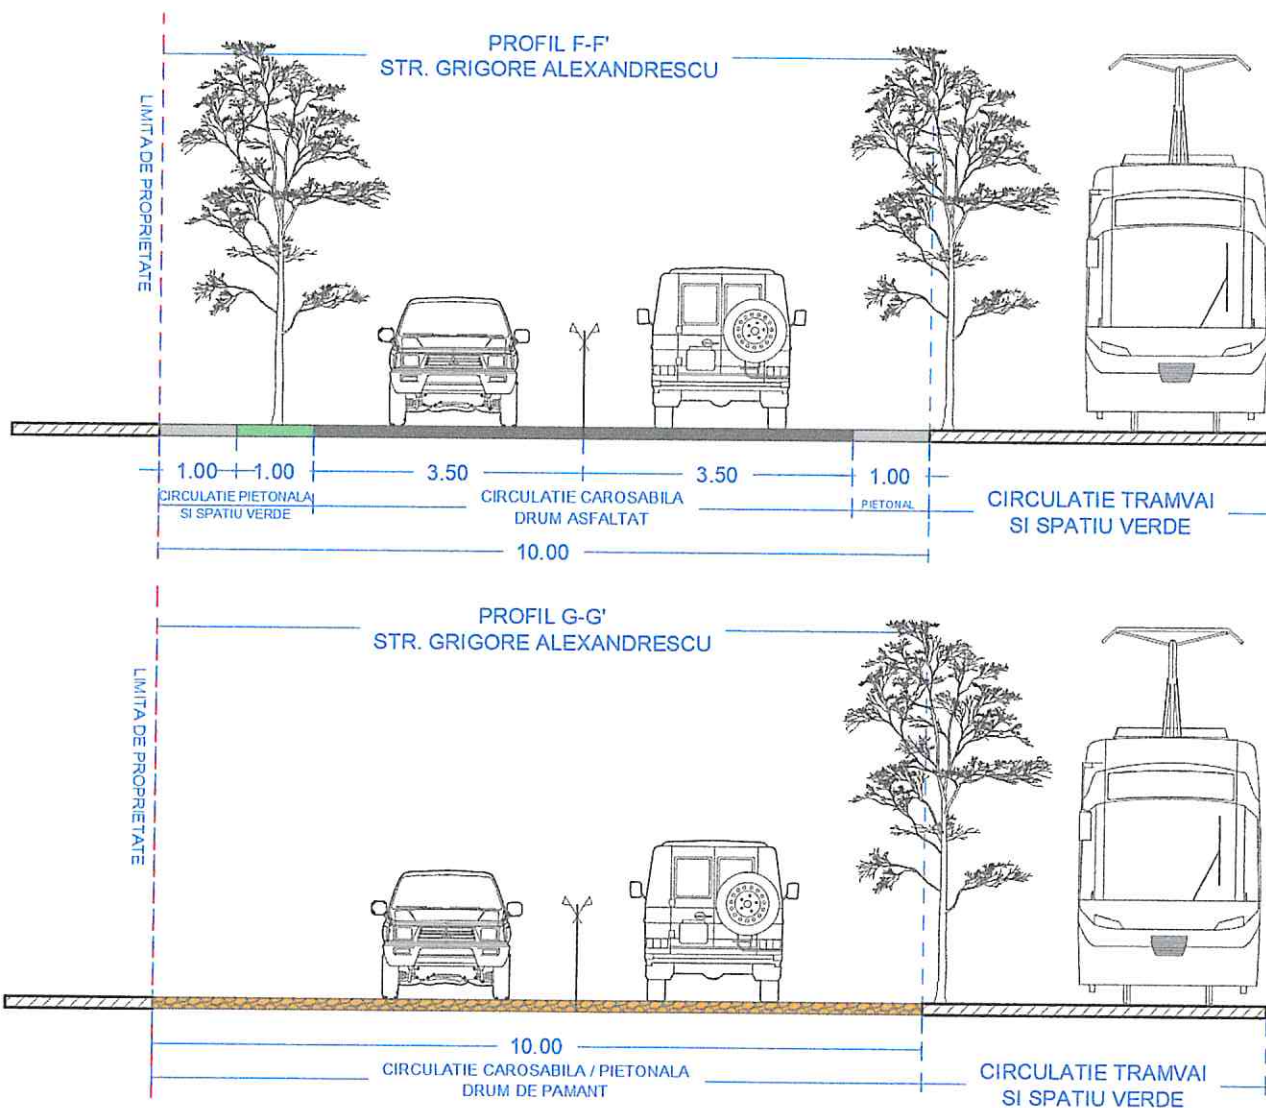 PROFIL F-F'
STR. GRIGORE ALEXANDRESCU
LIMITA DE PROPRIETATE
1.00 1.00 3.50 3.50 1.00
CIRCULATIE PIETONALA
SI SPATIU VERDE
CIRCULATIE CAROSABILA
DRUM ASFALTAT
PIETONAL
CIRCULATIE TRAMVAI
SI SPATIU VERDE
10.00
PROFIL G-G'
STR. GRIGORE ALEXANDRESCU
LIMITA DE PROPRIETATE
10.00
CIRCULATIE CAROSABILA / PIETONALA
DRUM DE PAMANT
CIRCULATIE TRAMVAI
SI SPATIU VERDE